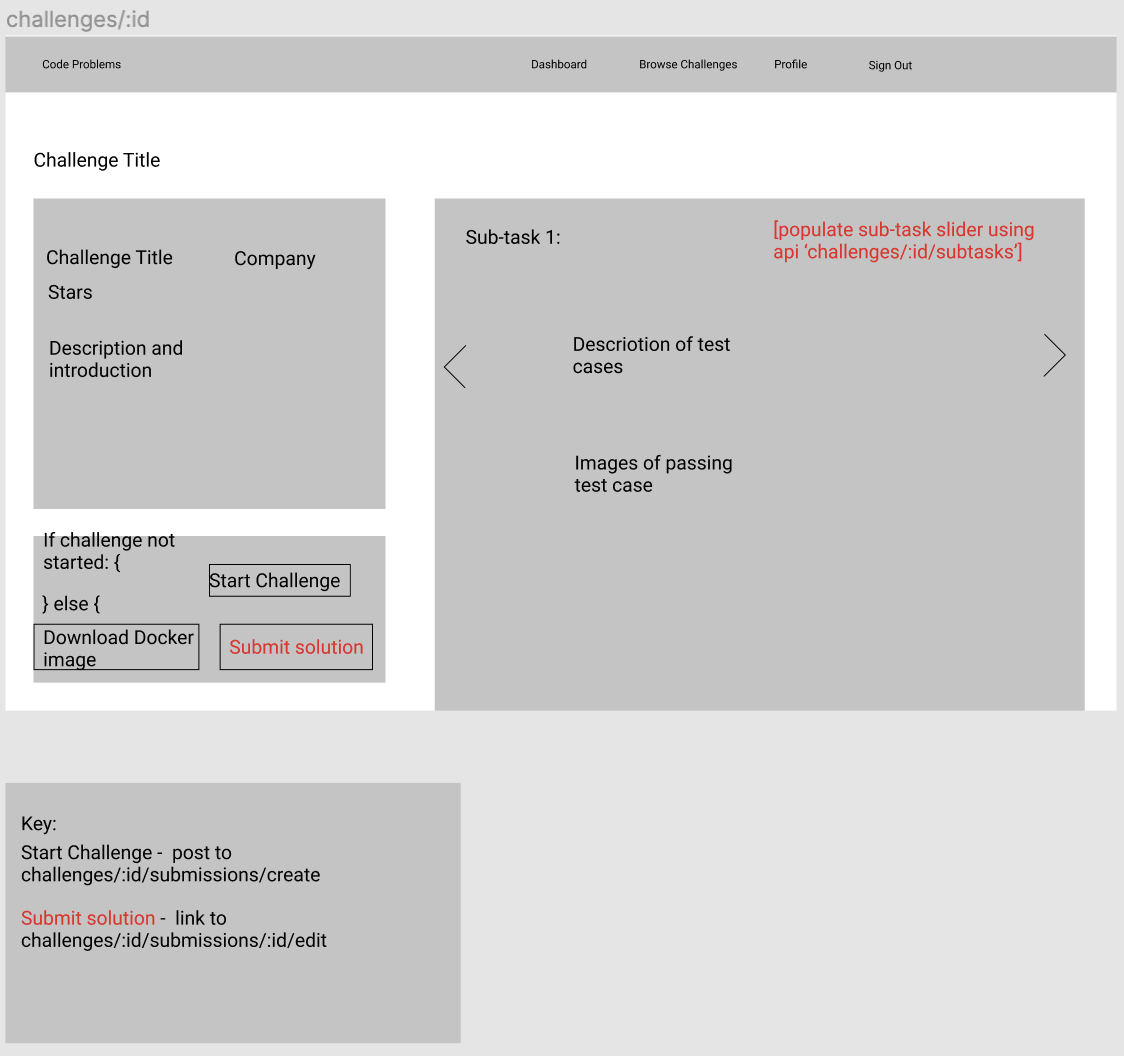 challenges/:id
Code Problems
Dashboard
Browse Challenges
Profile
Sign Out
Challenge Title
Challenge Title
Company
Stars
Description and
introduction
Sub-task 1:
[populate sub-task slider using
api ‘challenges/:id/subtasks’]
Descriotion of test
cases
Images of passing
test case
If challenge not
started: {
Start Challenge
} else {
Download Docker
image
Submit solution
Key:
Start Challenge - post to
challenges/:id/submissions/create
Submit solution - link to
challenges/:id/submissions/:id/edit